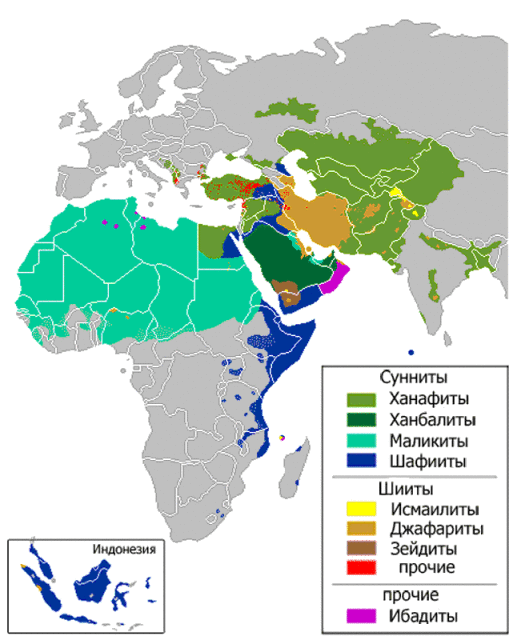 Сунниты
Ханафиты
Ханбалиты
Маликиты
Шафииты
Шииты
Исмаилиты
Джафариты
Зейдиты
прочие
прочие
Ибадиты
Индонезия